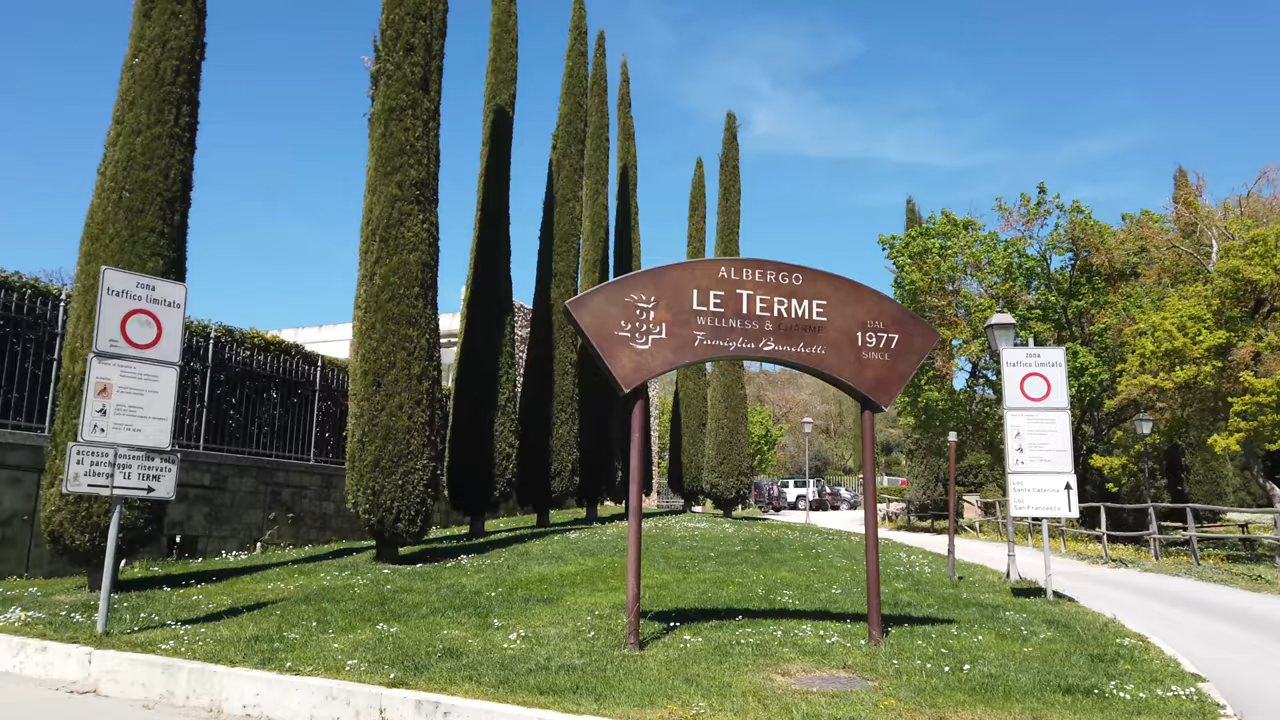 zona
traffico limitato
accesso consentito solo
al parcheggio riservato
albergo "LE TERME"
ALBERGO
LE TERME
WELLNESS & CHARME
Famiglia Banchetti
DAL
1977
SINCE
zona
traffico limitato
Loc
Santa Caterina
Loc
San Francesco